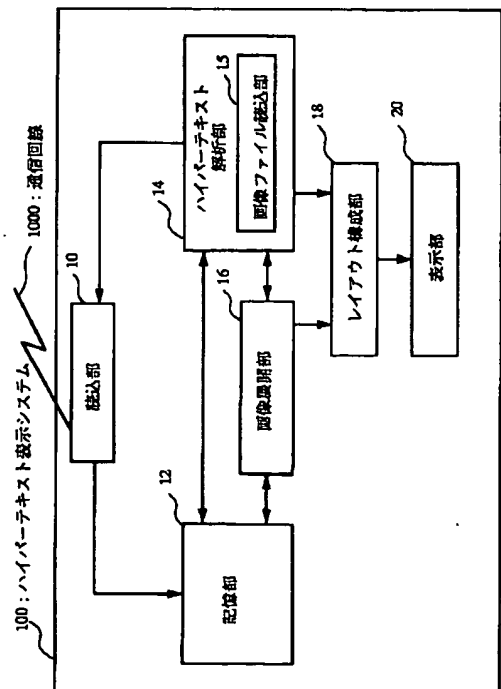 100：ハイパーテキスト表示システム
1000：通信回線
10
読込部
12
記憶部
14
ハイパーテキスト
解析部
15
画像ファイル読込部
16
画像展開部
18
レイアウト構成部
20
表示部